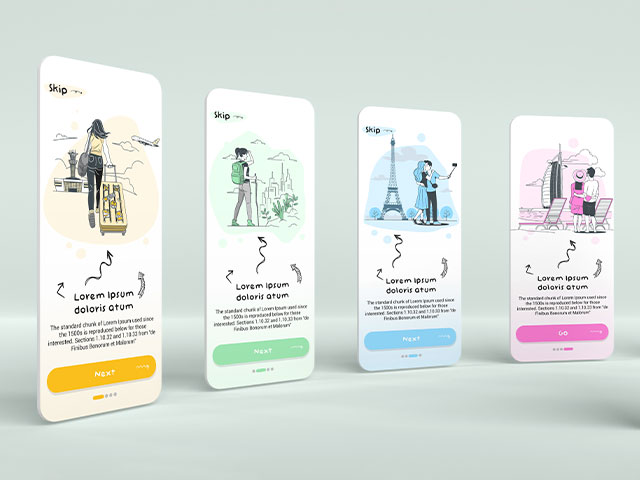 Skip
Lorem Ipsum
doloris atum
The standard chunk of Lorem Ipsum used since
the 1500s is reproduced below for those
interested. Sections 1.10.32 and 1.10.33 from "de
Finibus Bonorum et Malorum"
Next
Skip
Lorem Ipsum
doloris atum
The standard chunk of Lorem Ipsum used since
the 1500s is reproduced below for those
interested. Sections 1.10.32 and 1.10.33 from "de
Finibus Bonorum et Malorum"
Next
Skip
Lorem Ipsum
doloris atum
The standard chunk of Lorem Ipsum used since
the 1500s is reproduced below for those
interested. Sections 1.10.32 and 1.10.33 from "de
Finibus Bonorum et Malorum"
Next
Lorem Ipsum
doloris atum
The standard chunk of Lorem Ipsum used since
the 1500s is reproduced below for those
interested. Sections 1.10.32 and 1.10.33 from "de
Finibus Bonorum et Malorum"
Go